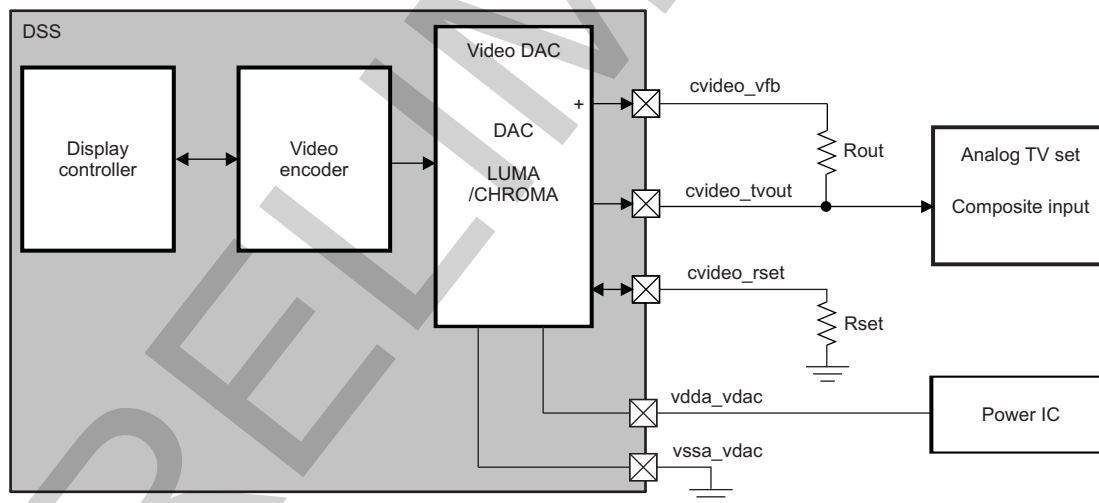 DSS
Display
controller
Video
encoder
Video DAC
+
DAC
LUMA
/CHROMA
cvideo_vfb
Rout
cvideo_tvout
cvideo_rset
Rset
vdda_vdac
vssa_vdac
Analog TV set
Composite input
Power IC
RELIM